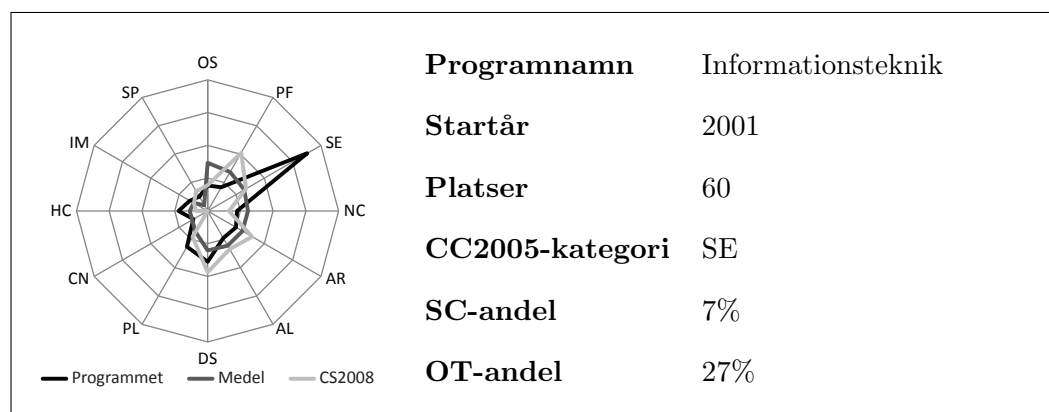 OS
SP
PF
IM
SE
HC
NC
CN
AR
PL
AL
DS
Programmet
Medel
CS2008
Programnamn Informationsteknik
Startår 2001
Platser 60
CC2005-kategori SE
SC-andel 7%
OT-andel 27%